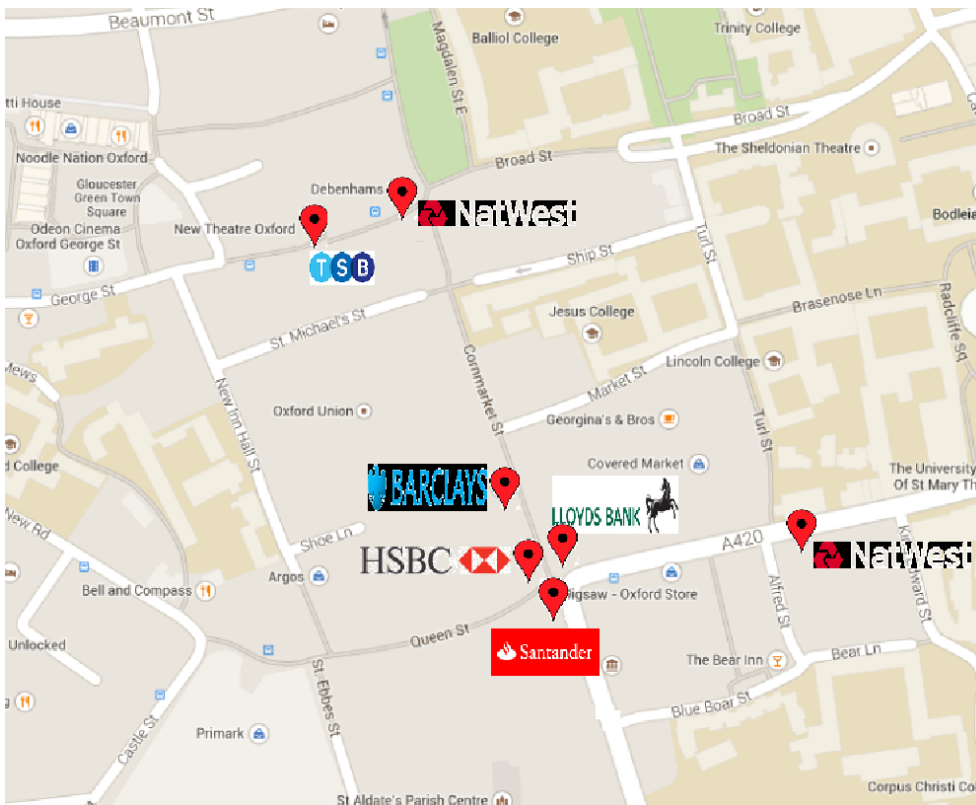 Beaumont St
Magdalen St E
Balliol College
Trinity College
tti House
Noodle Nation Oxford
Broad St
Broad St
The Sheldonian Theatre
Gloucester
Green Town
Square
Debenhams
NatWest
Odeon Cinema
Oxford George St
New Theatre Oxford
TSB
Bodleia
George St
Ship St
Turl St
St. Michael's St
Jesus College
Brasenose Ln
Radcliffe Sq
Mews
New Inn Hall St
Oxford Union
Cornmarket St
Market St
Lincoln College
Georgina's & Bros
Turl St
d College
BARCLAYS
Covered Market
The University
Of St Mary Th
LLOYDS BANK
New Rd
Shoe Ln
HSBC
A420
NatWest
Argos
Bell and Compass
Jigsaw - Oxford Store
Alfred St
Queen St
Santander
Unlocked
St. Ebbes St
The Bear Inn
Bear Ln
Blue Boar St
Castle St
Primark
St Aldate's Parish Centre
Corpus Christi Co